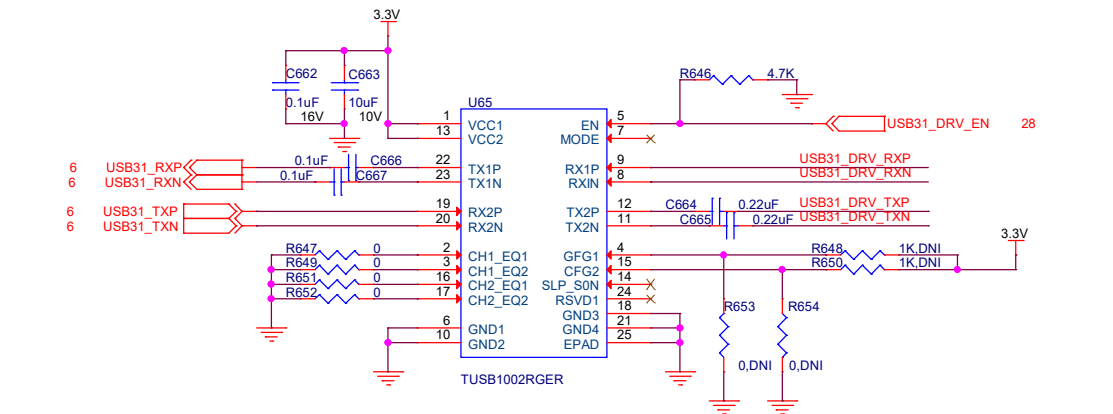 3.3V
C662
C663
0.1uF
10uF
16V
10V
R646
4.7K
U65
1
13
VCC1
VCC2
EN
MODE
5
7
USB31_DRV_EN
28
6
USB31_RXP
6
USB31_RXN
0.1uF
C666
0.1uF
C667
22
23
TX1P
TX1N
RX1P
RXIN
9
8
USB31_DRV_RXP
USB31_DRV_RXN
6
USB31_TXP
6
USB31_TXN
19
20
RX2P
RX2N
TX2P
TX2N
12
11
C664
0.22uF
C665
0.22uF
USB31_DRV_TXP
USB31_DRV_TXN
R647
0
R649
0
R651
0
R652
0
2
3
16
17
CH1_EQ1
CH1_EQ2
CH2_EQ1
CH2_EQ2
GFG1
CFG2
SLP_S0N
RSVD1
4
15
14
24
R648
1K,DNI
R650
1K,DNI
3.3V
6
10
GND1
GND2
GND3
GND4
EPAD
18
21
25
R653
R654
0,DNI
0,DNI
TUSB1002RGER